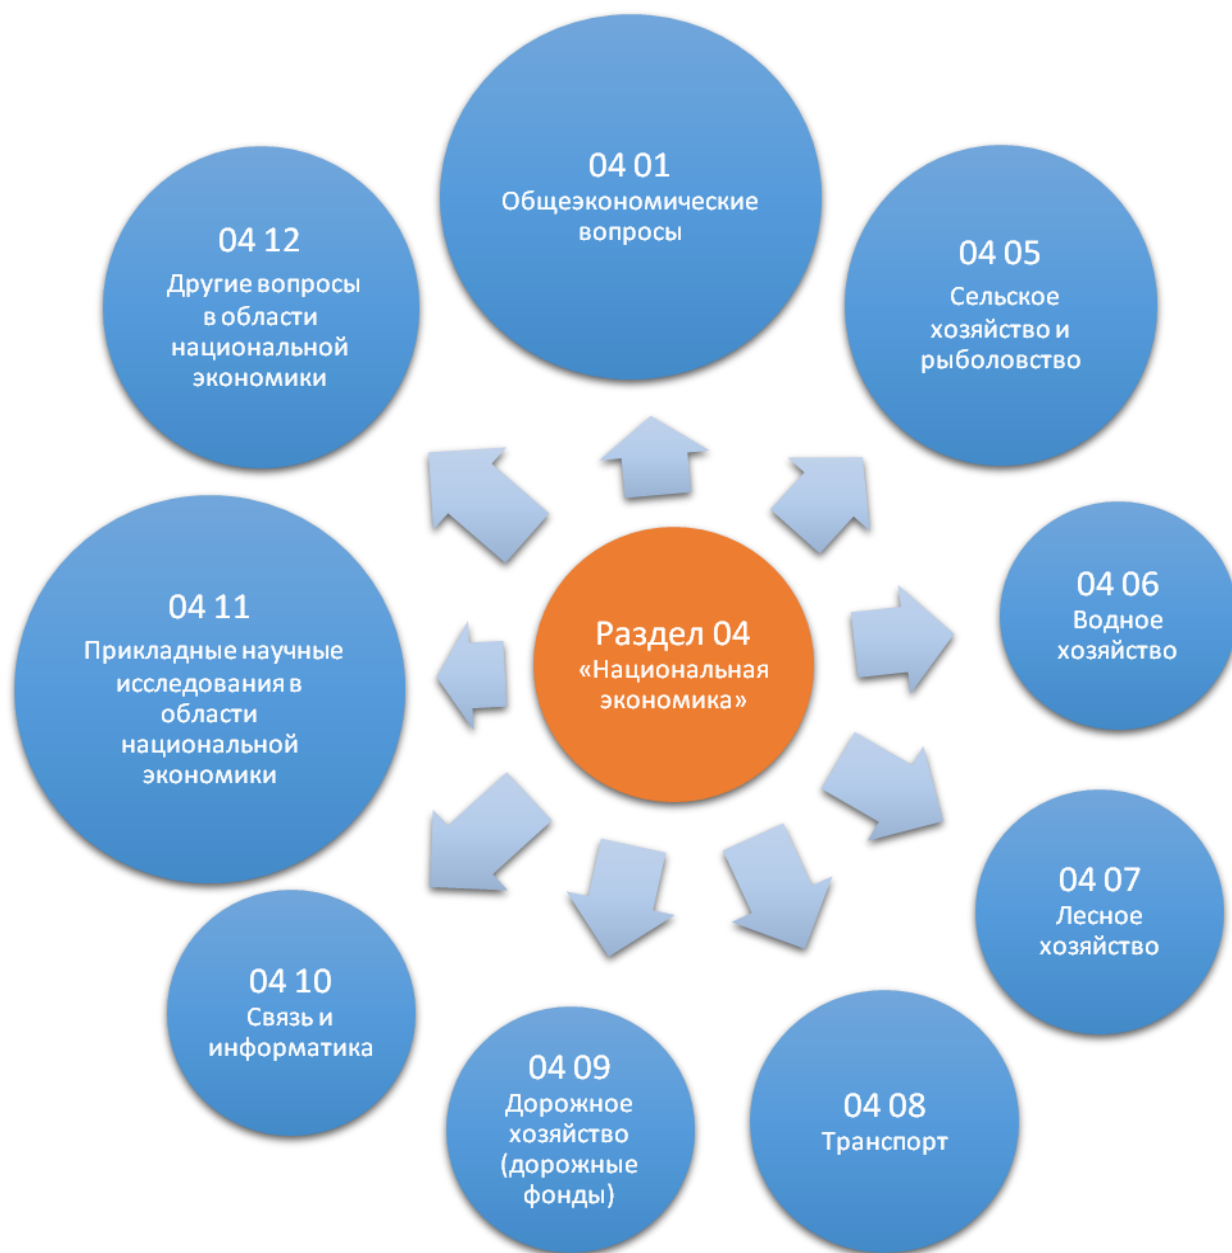 04 01
Общеэкономические
вопросы
04 05
Сельское
хозяйство и
рыболовство
04 06
Водное
хозяйство
04 07
Лесное
хозяйство
04 08
Транспорт
04 09
Дорожное
хозяйство
(дорожные
фонды)
04 10
Связь и
информатика
04 11
Прикладные научные
исследования в
области
национальной
экономики
04 12
Другие вопросы
в области
национальной
экономики
Раздел 04
«Национальная
экономика»